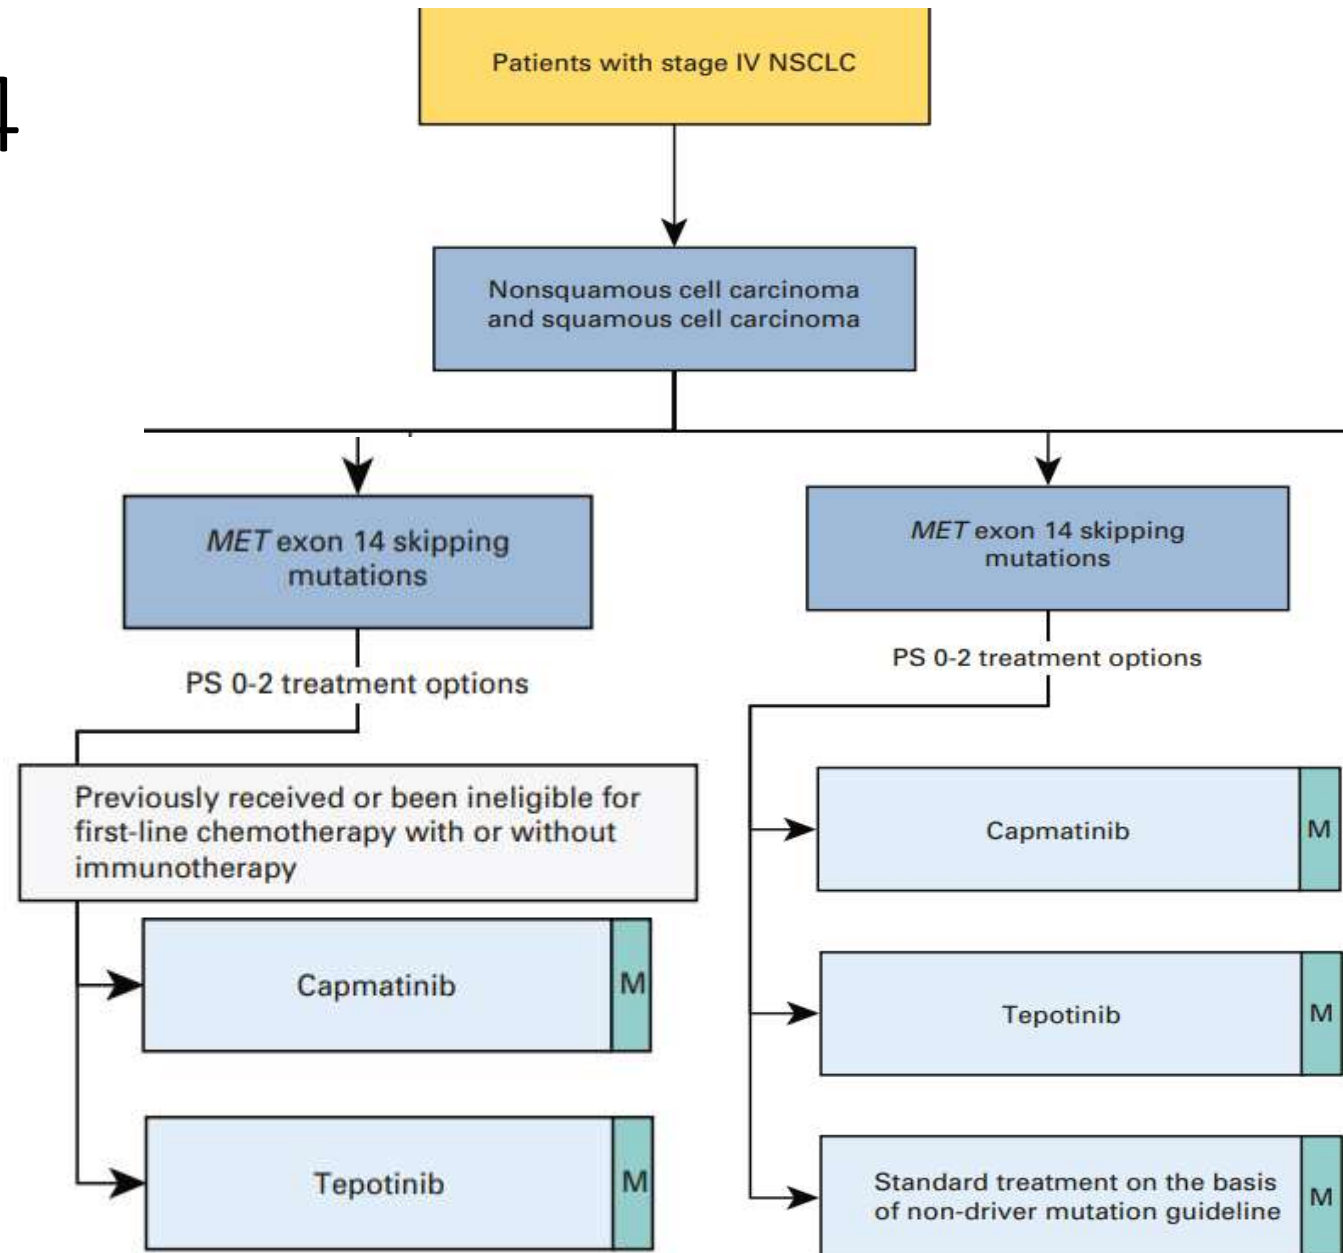 4
Patients with stage IV NSCLC
Nonsquamous cell carcinoma
and squamous cell carcinoma
MET exon 14 skipping
mutations
PS 0-2 treatment options
Previously received or been ineligible for
first-line chemotherapy with or without
immunotherapy
Capmatinib M
Tepotinib M
MET exon 14 skipping
mutations
PS 0-2 treatment options
Capmatinib M
Tepotinib M
Standard treatment on the basis M
of non-driver mutation guideline